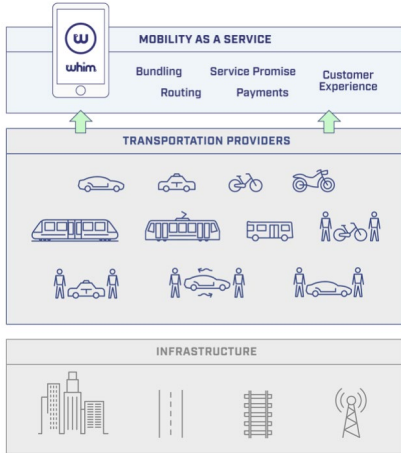 MOBILITY AS A SERVICE
whim
Bundling
Service Promise
Customer
Experience
Routing
Payments
TRANSPORTATION PROVIDERS
INFRASTRUCTURE